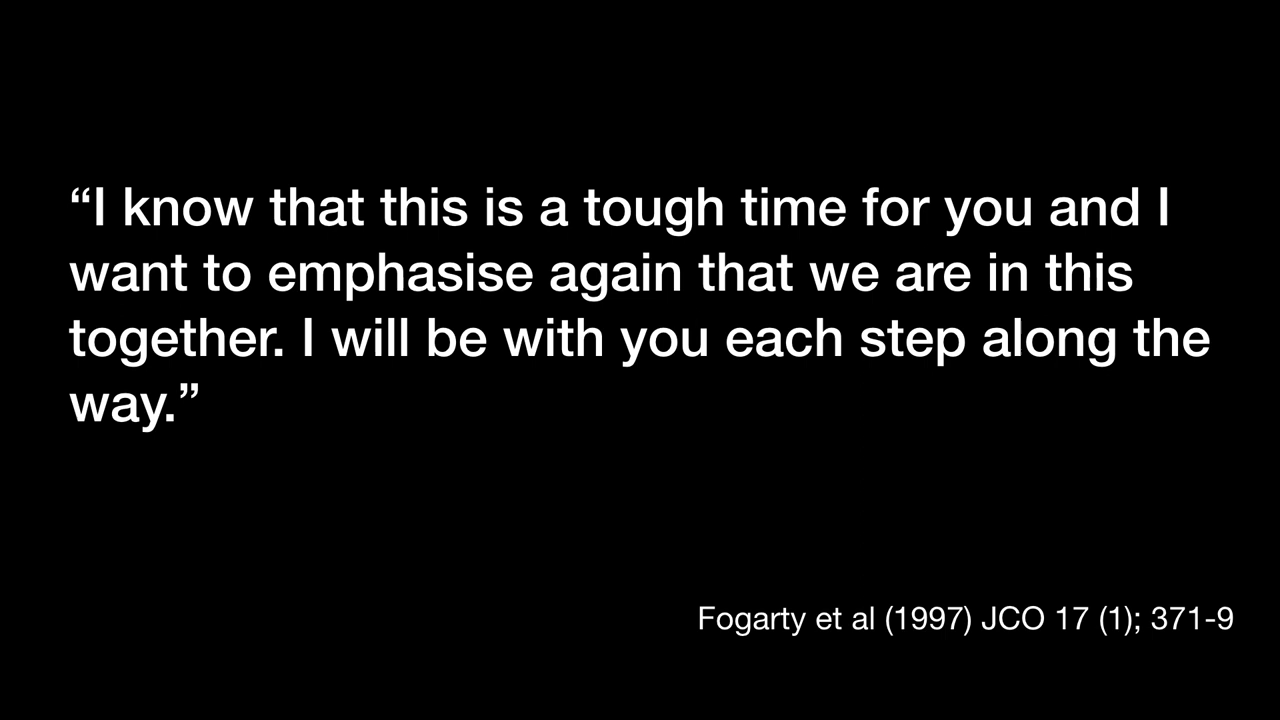 “I know that this is a tough time for you and I
want to emphasise again that we are in this
together. I will be with you each step along the
way.”
Fogarty et al (1997) JCO 17 (1); 371-9